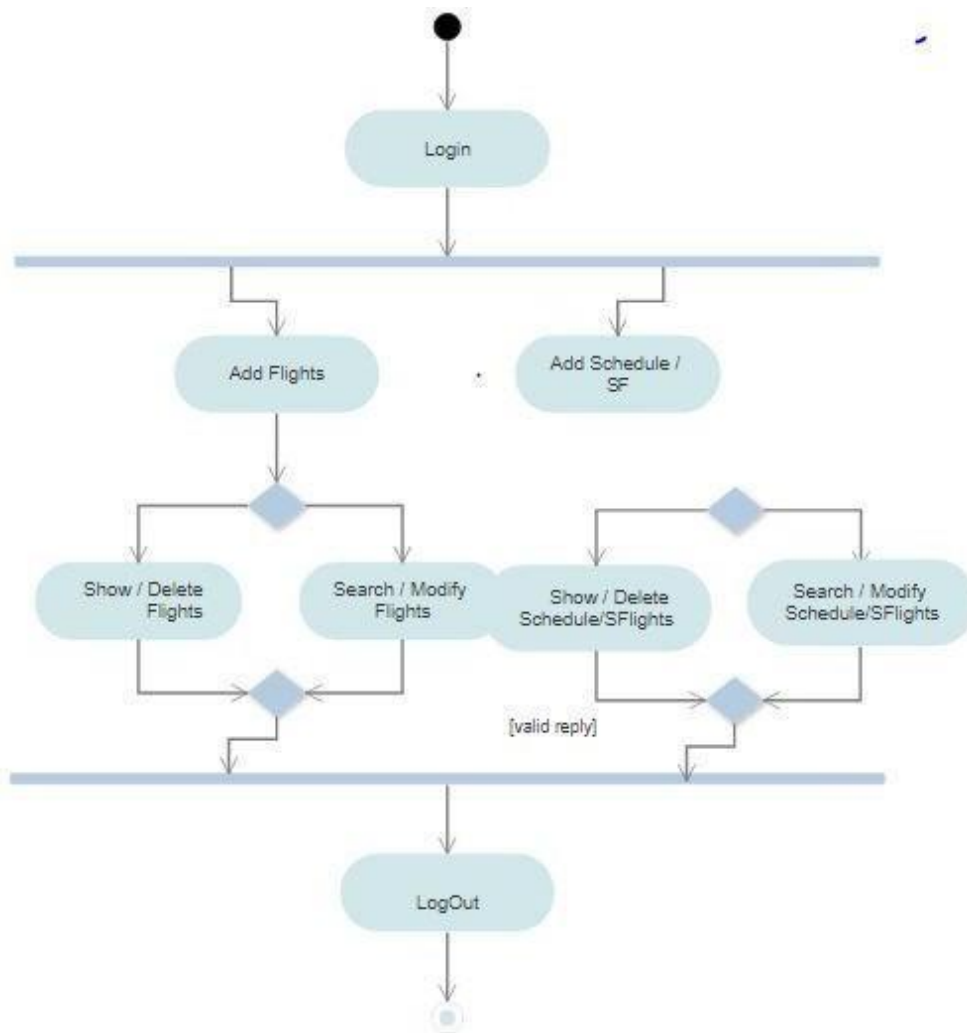 Login
Add Flights
Add Schedule /
SF
Show / Delete
Flights
Search / Modify
Flights
Show / Delete
Schedule/SFlights
Search / Modify
Schedule/SFlights
[valid reply]
LogOut